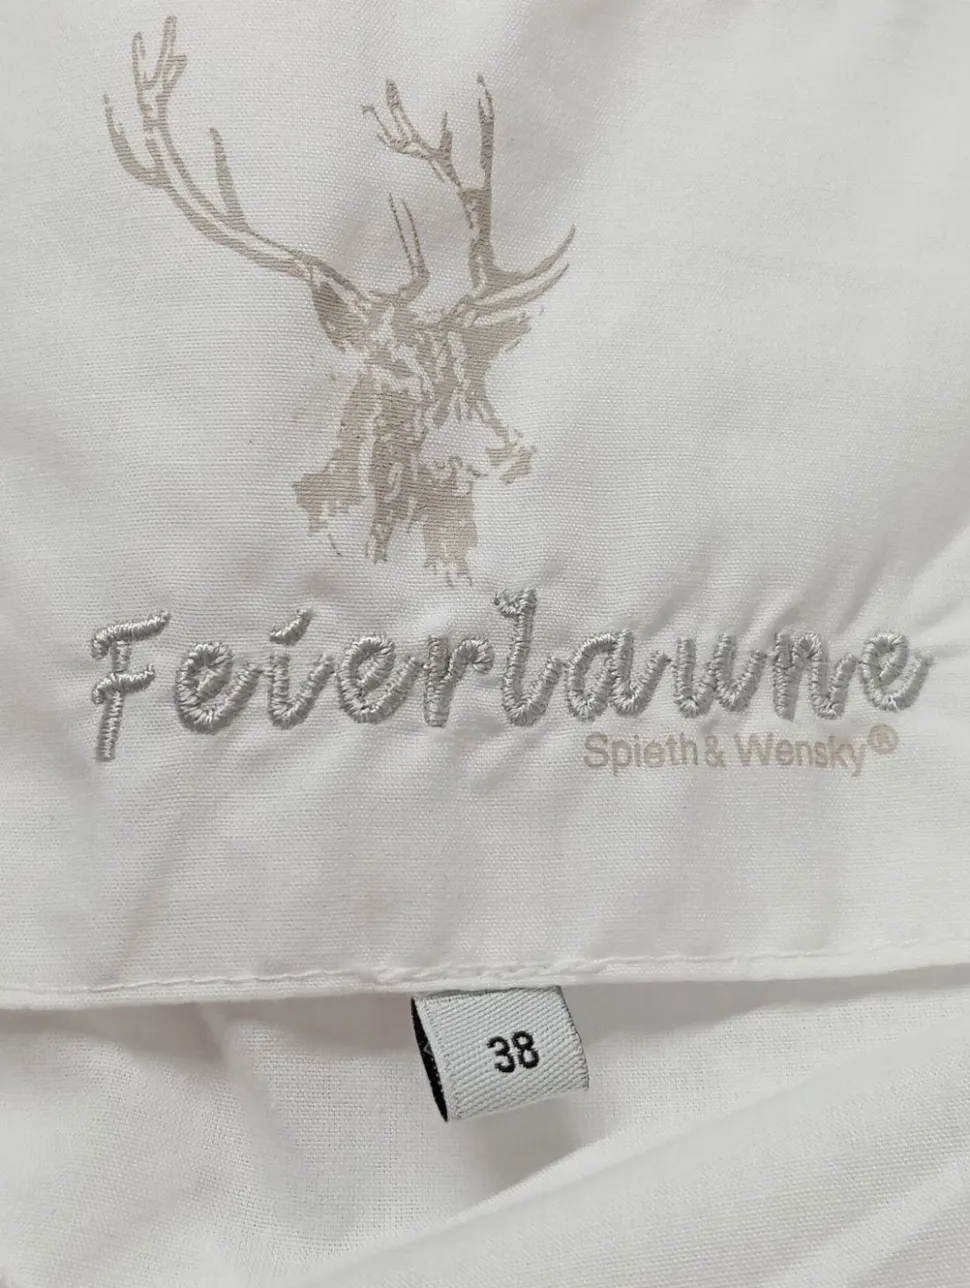 Feierlaune
Spieth & Wensky®
38